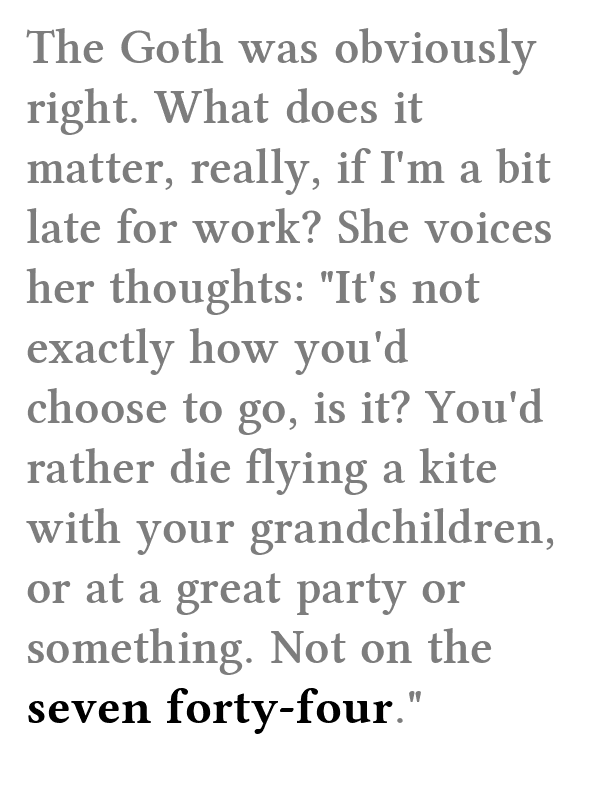 The Goth was obviously
right. What does it
matter, really, if I'm a bit
late for work? She voices
her thoughts: "It's not
exactly how you'd
choose to go, is it? You'd
rather die flying a kite
with your grandchildren,
or at a great party or
something. Not on the
seven forty-four."